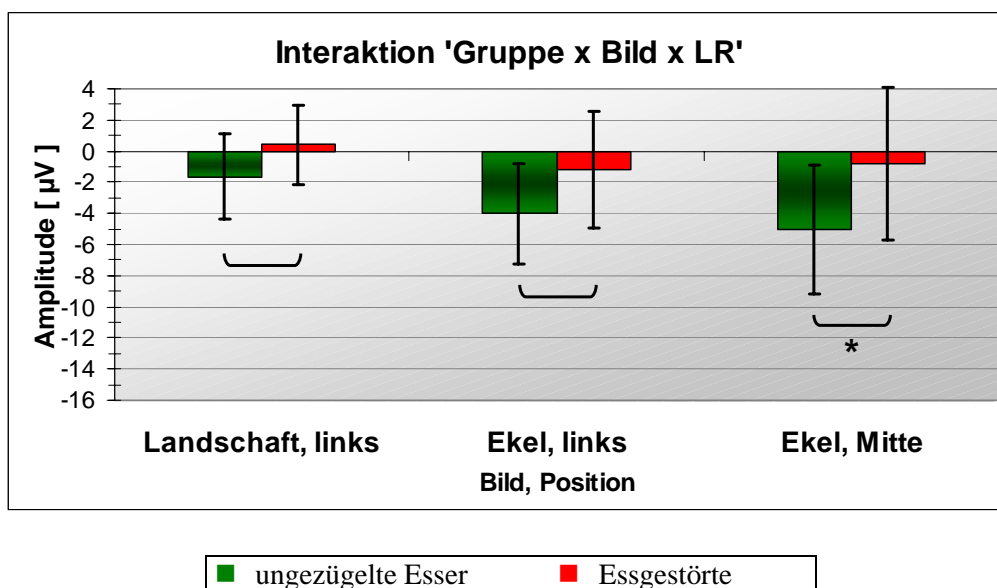 Interaktion 'Gruppe x Bild x LR'
4
2
0
-2
-4
-6
-8
-10
-12
-14
-16
Amplitude [ µV ]
*
Landschaft, links Ekel, links Ekel, Mitte
Bild, Position
ungezügelte Esser Essgestörte